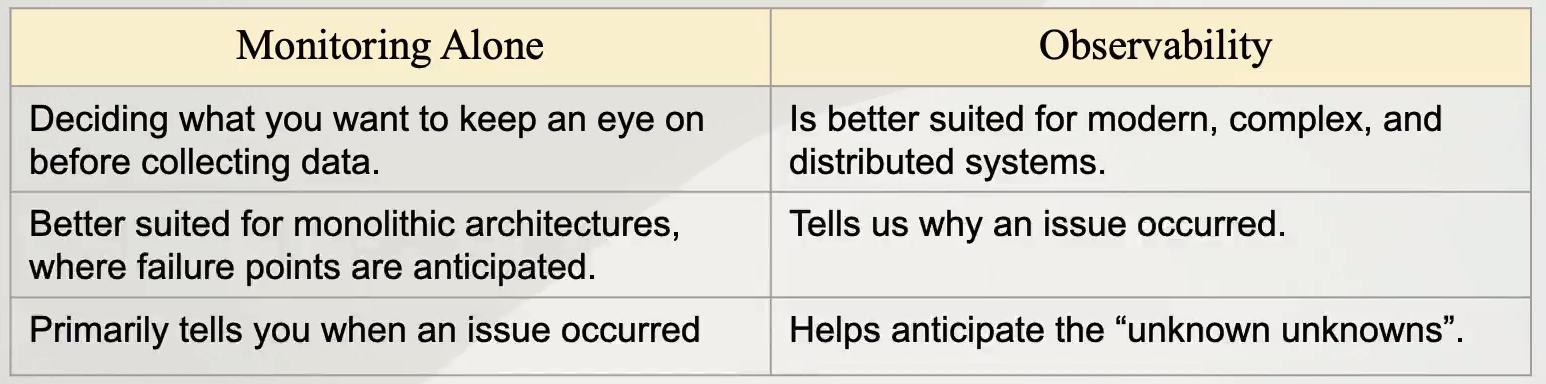 Monitoring Alone
Observability
Deciding what you want to keep an eye on
before collecting data.
Is better suited for modern, complex, and
distributed systems.
Better suited for monolithic architectures,
where failure points are anticipated.
Tells us why an issue occurred.
Primarily tells you when an issue occurred
Helps anticipate the “unknown unknowns”.